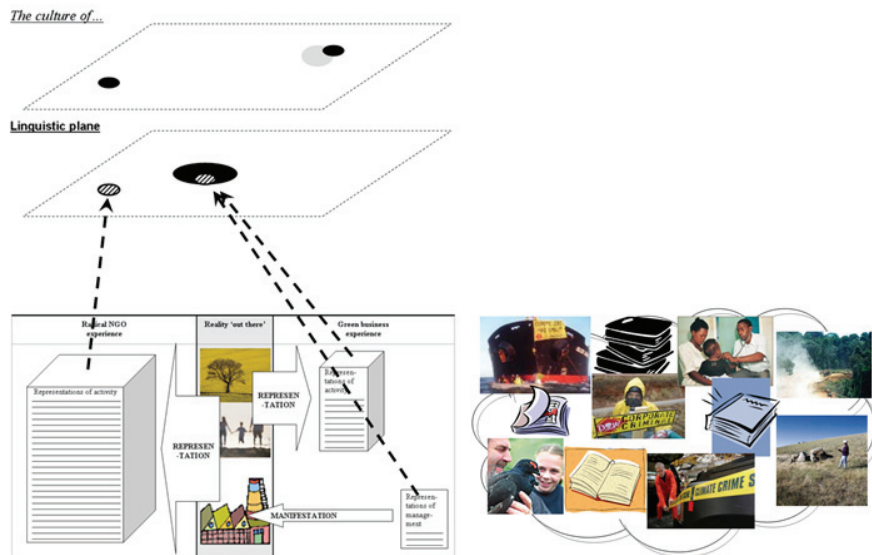 The culture of…
Linguistic plane
Radical NGO
experience
Reality 'out there'
Green business
experience
Representations of activity
REPRESEN
-TATION
REPRESEN
-TATION
Represen-
tations of
activity
Represen-
tations of
manage-
ment
MANIFESTATION
CORPORATE
CRIMINAL
CLIMATE CRIME S